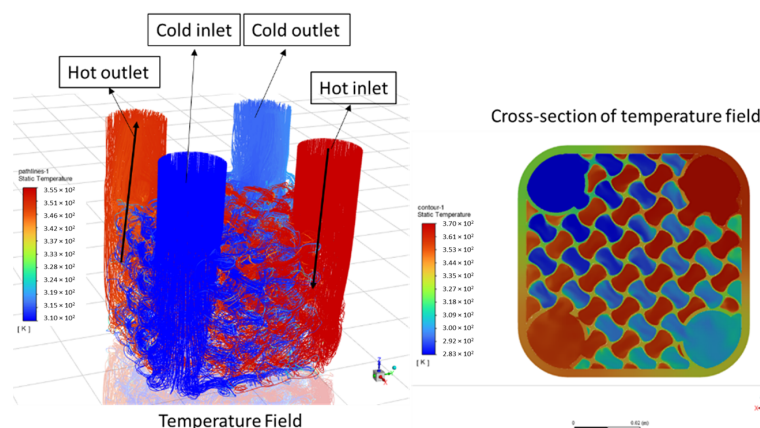 Cold inlet
Cold outlet
Hot outlet
Hot inlet
pathlines-1
Static Temperature
3.55 × 10²
3.51 × 10²
3.46 × 10²
3.42 × 10²
3.37 × 10²
3.33 × 10²
3.28 × 10²
3.24 × 10²
3.19 × 10²
3.15 × 10²
3.10 × 10²
[ K ]
Temperature Field
Cross-section of temperature field
contour-1
Static Temperature
3.70 × 10²
3.61 × 10²
3.53 × 10²
3.44 × 10²
3.35 × 10²
3.27 × 10²
3.18 × 10²
3.09 × 10²
3.00 × 10²
2.92 × 10²
2.83 × 10²
[ K ]
0
0.02 (m)